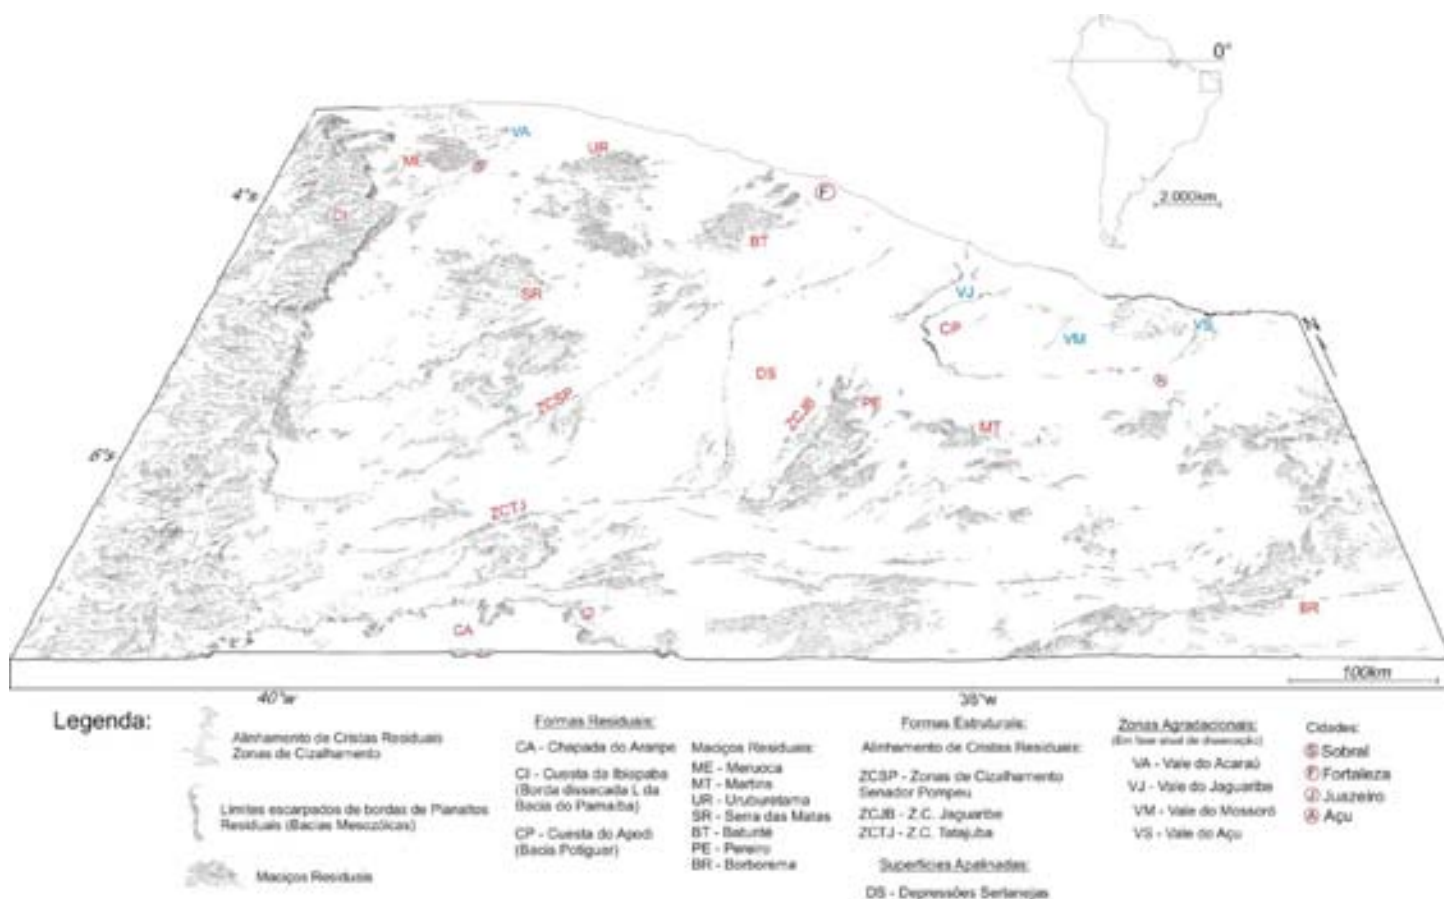 0°
2.000km
VA
ME
S
UR
4°s
F
CI
BT
SR
VJ
CP
VM
VS
DS
A
ZCSP
ZCJB
PE
MT
6°s
ZCTJ
BR
J
CA
100km
40°w
38°w
Legenda:
Alinhamento de Cristas Residuais
Zonas de Cizalhamento
Limites escarpados de bordas de Planaltos
Residuais (Bacias Mesozóicas)
Maciços Residuais
Formas Residuais:
CA - Chapada do Araripe
CI - Cuesta da Ibiapaba
(Borda dissecada L da
Bacia do Parnaíba)
CP - Cuesta do Apodi
(Bacia Potiguar)
Maciços Residuais:
ME - Meruoca
MT - Martins
UR - Uruburetama
SR - Serra das Matas
BT - Baturité
PE - Pereiro
BR - Borborema
Formas Estruturais:
Alinhamento de Cristas Residuais:
ZCSP - Zonas de Cizalhamento
Senador Pompeu
ZCJB - Z.C. Jaguaribe
ZCTJ - Z.C. Tatajuba
Superfícies Aplainadas:
DS - Depressões Sertanejas
Zonas Agradacionais:
(Em fase atual de dissecação)
VA - Vale do Acaraú
VJ - Vale do Jaguaribe
VM - Vale do Mossoró
VS - Vale do Açu
Cidades:
S Sobral
F Fortaleza
J Juazeiro
A Açu